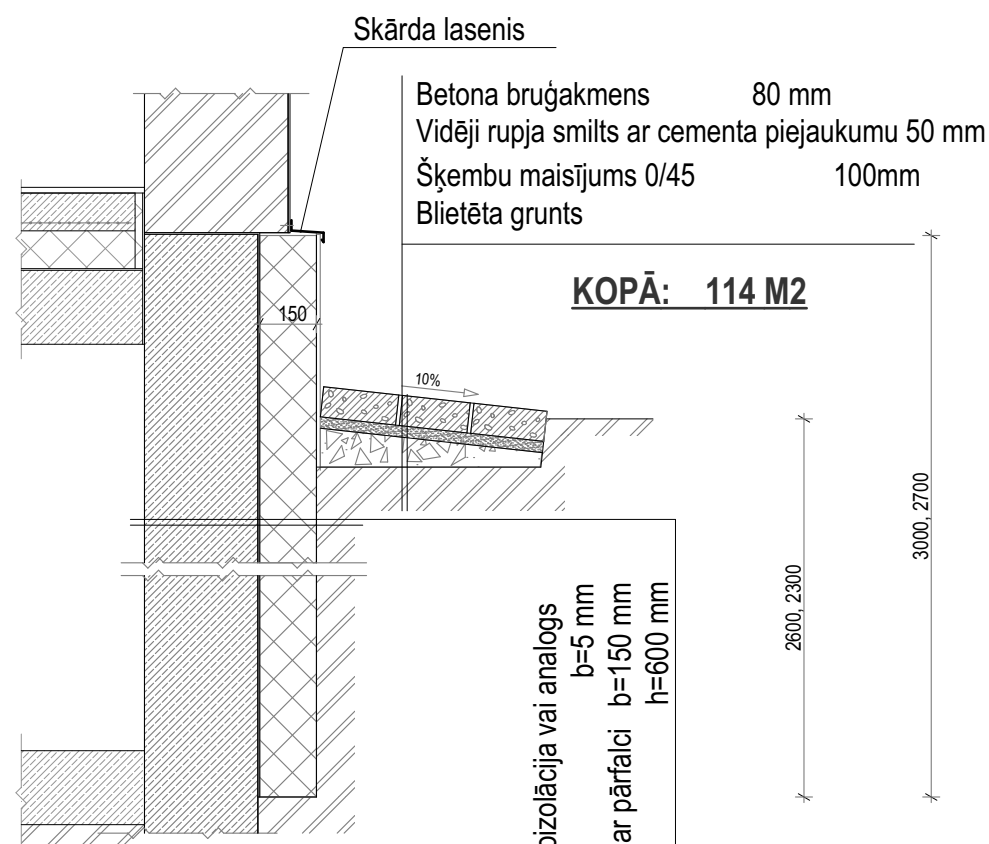 Skārda lasenis
Betona bruģakmens 80 mm
Vidēji rupja smilts ar cementa piejaukumu 50 mm
Šķembu maisījums 0/45 100mm
Blietēta grunts
KOPĀ: 114 M2
150
10%
vai analogs
b=5 mm
ar pārfalci b=150 mm
h=600 mm
2600, 2300
3000, 2700